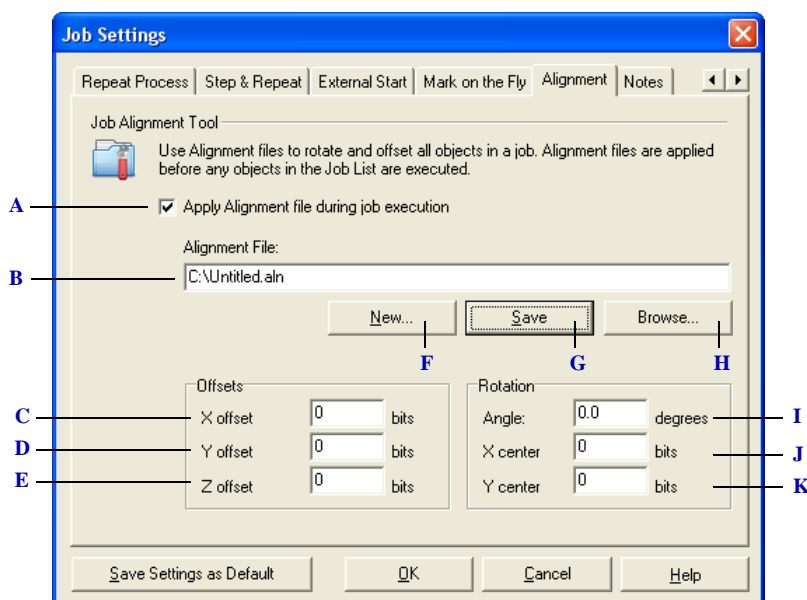 Job Settings
Repeat Process Step & Repeat External Start Mark on the Fly Alignment Notes
Job Alignment Tool
Use Alignment files to rotate and offset all objects in a job. Alignment files are applied
before any objects in the Job List are executed.
A Apply Alignment file during job execution
Alignment File:
B C:\Untitled.aln
New... Save Browse...
F G H
Offsets Rotation
C X offset 0 bits Angle: 0.0 degrees I
D Y offset 0 bits X center 0 bits J
E Z offset 0 bits Y center 0 bits K
Save Settings as Default OK Cancel Help